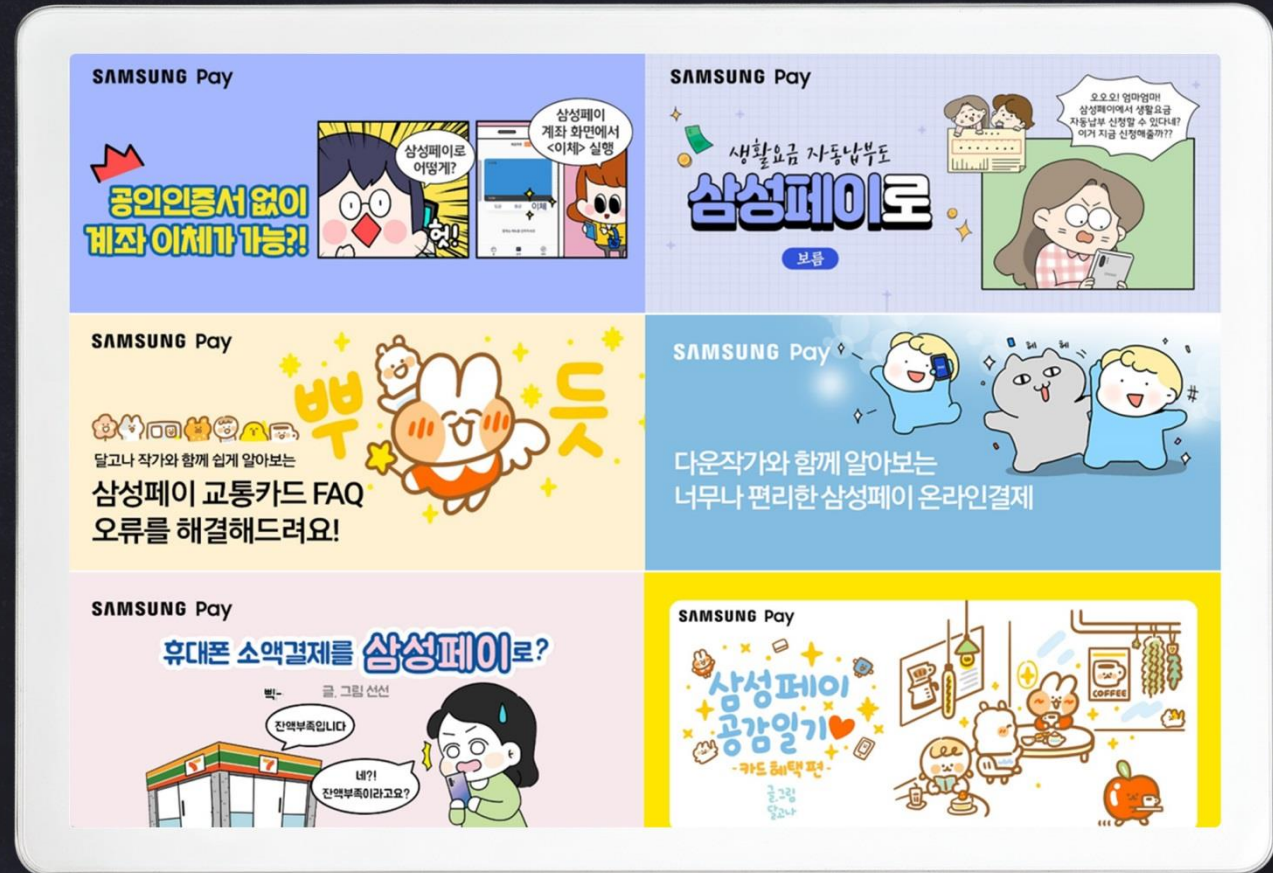 SAMSUNG Pay
공인인증서 없이
계좌 이체가 가능?!
삼성페이로
어떻게?
엇!
삼성페이
계좌 화면에서
<이체> 실행
이체
SAMSUNG Pay
생활요금 자동납부도
삼성페이로
보름
오오오! 엄마엄마!
삼성페이에서 생활요금
자동납부 신청할 수 있다네?
이거 지금 신청해줄까??
SAMSUNG Pay
뿌듯
달고나 작가와 함께 쉽게 알아보는
삼성페이 교통카드 FAQ
오류를 해결해드려요!
SAMSUNG Pay
헤 헤
다운작가와 함께 알아보는
너무나 편리한 삼성페이 온라인결제
SAMSUNG Pay
휴대폰 소액결제를 삼성페이로?
글, 그림 선선
삑-
잔액부족입니다
네?!
잔액부족이라고요?
7
7
SAMSUNG Pay
삼성페이
공감일기
-카드혜택편-
글,그림
달고나
COFFEE